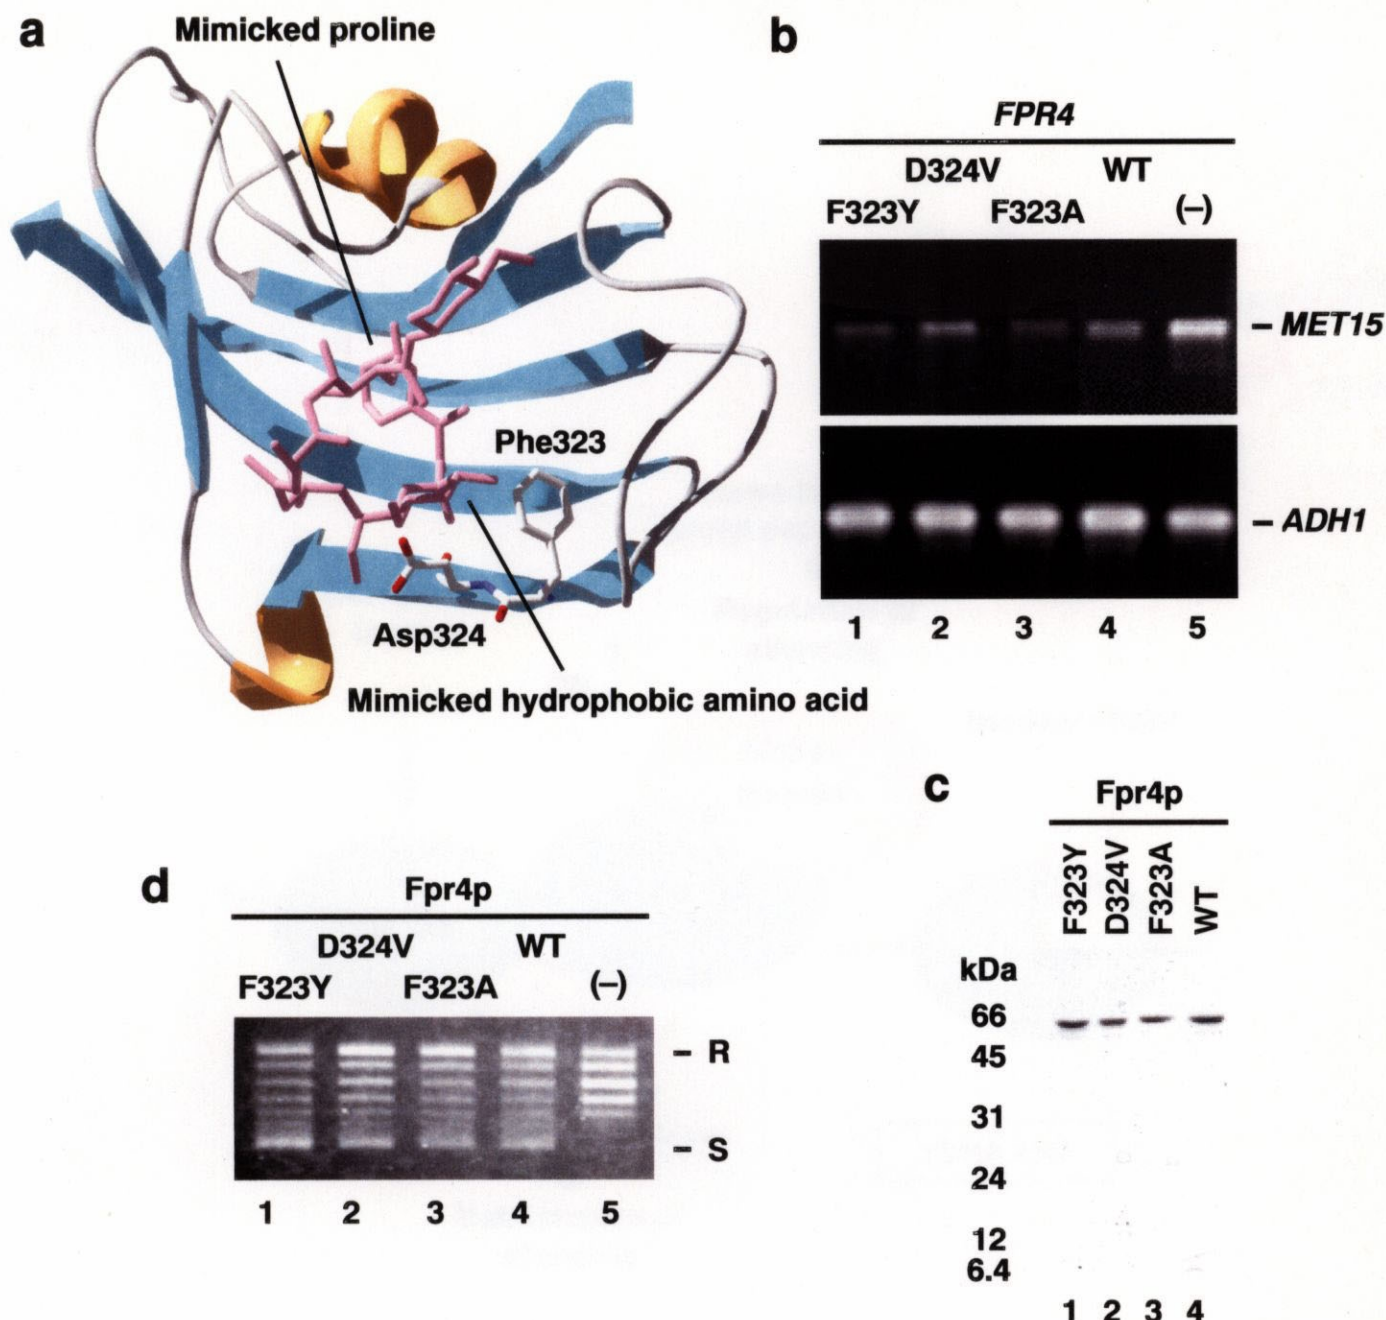 a
Mimicked proline
Phe323
Asp324
Mimicked hydrophobic amino acid
b
FPR4
D324V WT
F323Y F323A (–)
– MET15
– ADH1
1 2 3 4 5
c
Fpr4p
F323Y D324V F323A WT
kDa
66
45
31
24
12
6.4
1 2 3 4
d
Fpr4p
D324V WT
F323Y F323A (–)
– R
– S
1 2 3 4 5